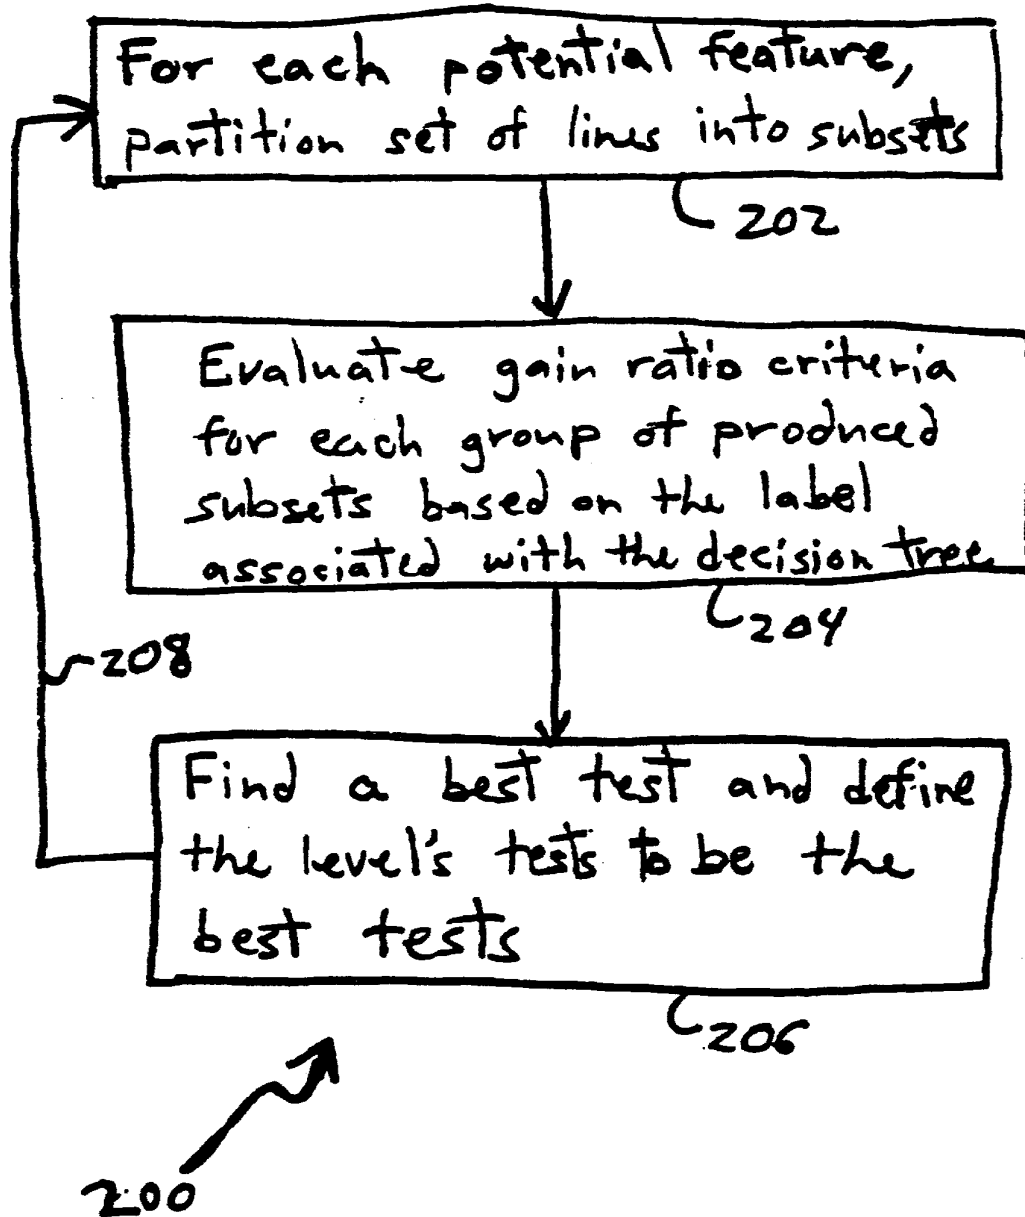 For each potential feature,
partition set of lines into subsets
202
Evaluate gain ratio criteria
for each group of produced
subsets based on the label
associated with the decision tree
204
208
Find a best test and define
the level's tests to be the
best tests
206
200